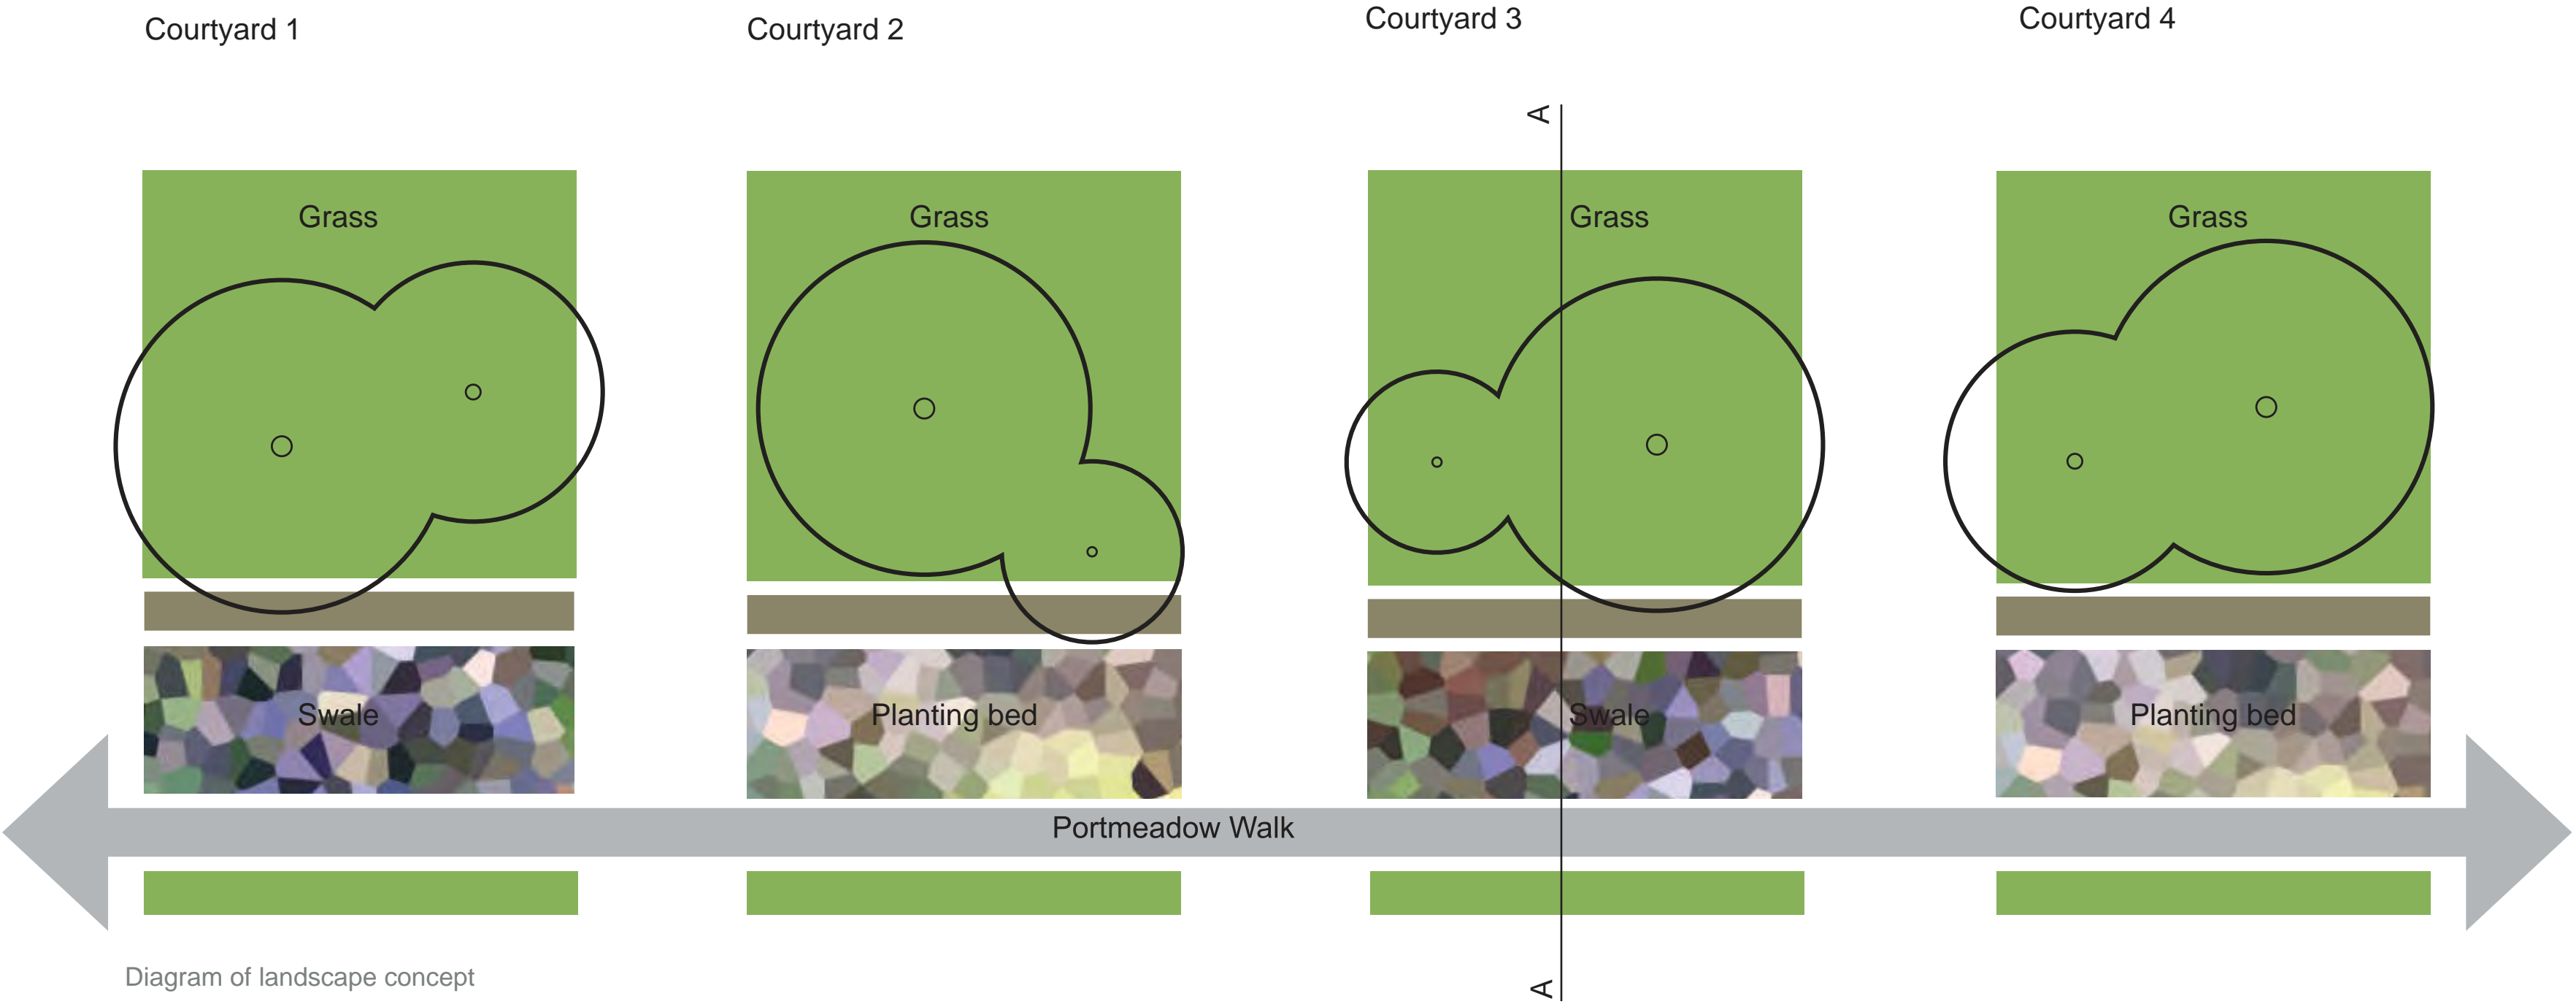 Courtyard 1
Courtyard 2
Courtyard 3
Courtyard 4
A
Grass
Grass
Grass
Grass
Swale
Planting bed
Swale
Planting bed
Portmeadow Walk
Diagram of landscape concept
A